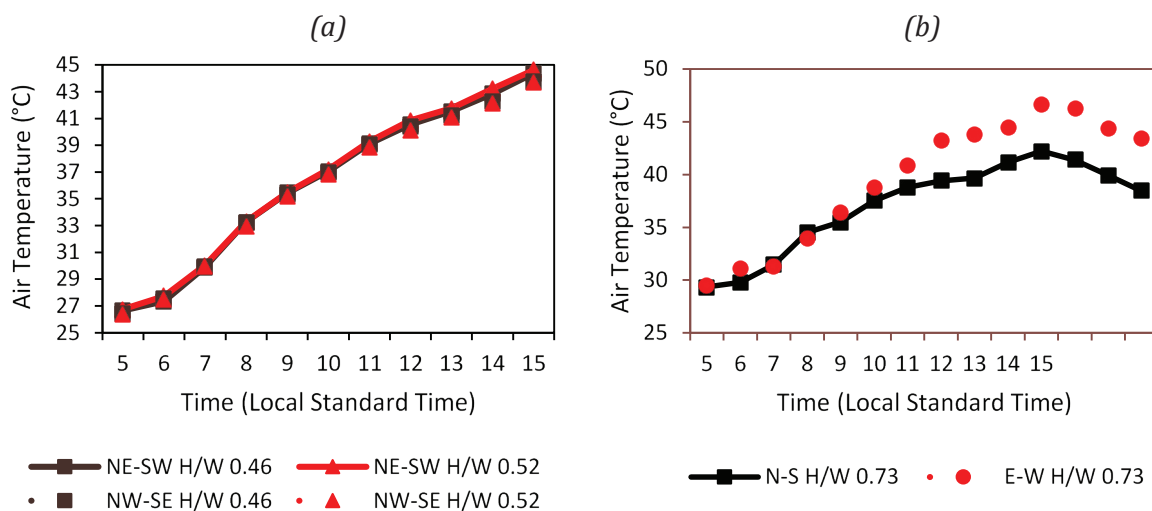 (a)
Air Temperature (°C)
45
43
41
39
37
35
33
31
29
27
25
5 6 7 8 9 10 11 12 13 14 15
Time (Local Standard Time)
NE-SW H/W 0.46 NE-SW H/W 0.52
NW-SE H/W 0.46 NW-SE H/W 0.52
(b)
Air Temperature (°C)
50
45
40
35
30
25
5 6 7 8 9 10 11 12 13 14 15
Time (Local Standard Time)
N-S H/W 0.73 E-W H/W 0.73